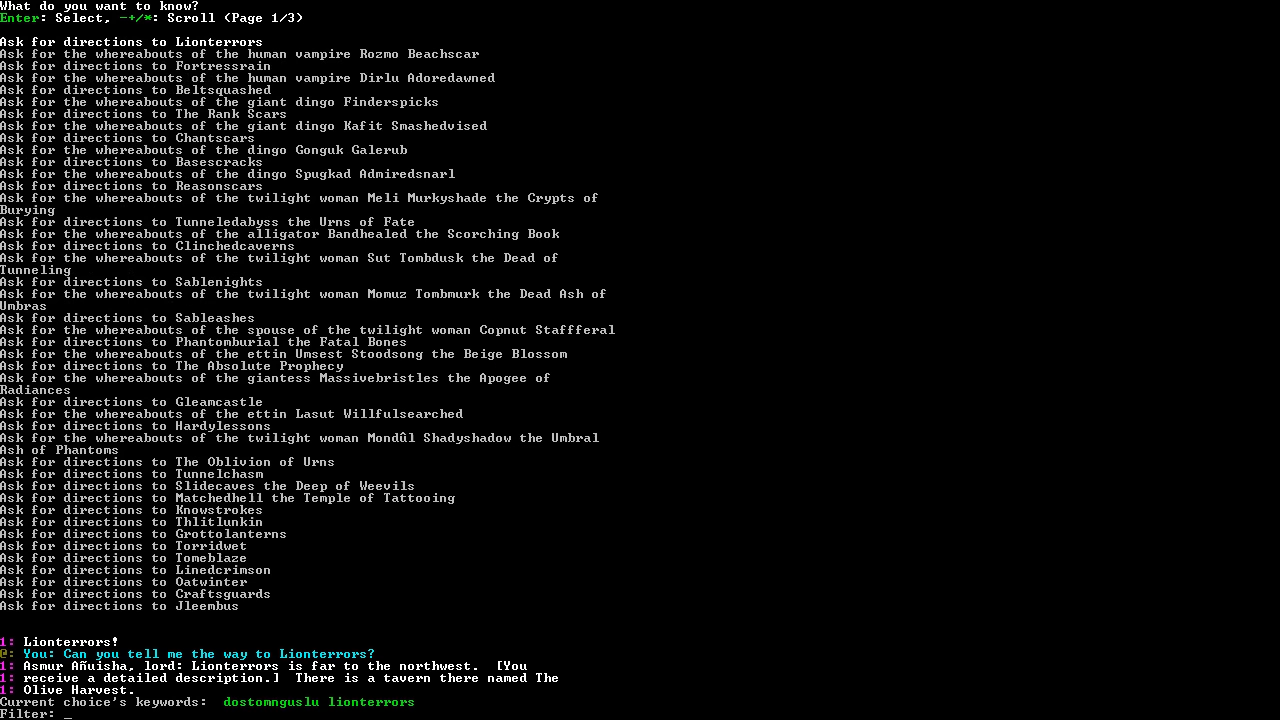 What do you want to know?
Enter: Select, -+/*: Scroll (Page 1/3)
Ask for directions to Lionterrors
Ask for the whereabouts of the human vampire Rozmo Beachscar
Ask for directions to Fortressrain
Ask for the whereabouts of the human vampire Dirlu Adoredawned
Ask for directions to Beltsquashed
Ask for the whereabouts of the giant dingo Finderspicks
Ask for directions to The Rank Scars
Ask for the whereabouts of the giant dingo Kafit Smashedvised
Ask for directions to Chantscars
Ask for the whereabouts of the dingo Gonguk Galerub
Ask for directions to Basescracks
Ask for the whereabouts of the dingo Spugkad Admiredsnarl
Ask for directions to Reasonscars
Ask for the whereabouts of the twilight woman Meli Murkyshade the Crypts of
Burying
Ask for directions to Tunneledabyss the Urns of Fate
Ask for the whereabouts of the alligator Bandhealed the Scorching Book
Ask for directions to Clinchedcaverns
Ask for the whereabouts of the twilight woman Sut Tombdusk the Dead of
Tunneling
Ask for directions to Sablenights
Ask for the whereabouts of the twilight woman Momuz Tombmurk the Dead Ash of
Umbras
Ask for directions to Sableashes
Ask for the whereabouts of the spouse of the twilight woman Copnut Staffferal
Ask for directions to Phantomburial the Fatal Bones
Ask for the whereabouts of the ettin Umsest Stoodsong the Beige Blossom
Ask for directions to The Absolute Prophecy
Ask for the whereabouts of the giantess Massivebristles the Apogee of
Radiances
Ask for directions to Gleamcastle
Ask for the whereabouts of the ettin Lasut Willfulsearched
Ask for directions to Hardylessons
Ask for the whereabouts of the twilight woman Mondûl Shadyshadow the Umbral
Ash of Phantoms
Ask for directions to The Oblivion of Urns
Ask for directions to Tunnelchasm
Ask for directions to Slidecaves the Deep of Weevils
Ask for directions to Matchedhell the Temple of Tattooing
Ask for directions to Knowstrokes
Ask for directions to Thlitlunkin
Ask for directions to Grottolanterns
Ask for directions to Torridwet
Ask for directions to Tomeblaze
Ask for directions to Linedcrimson
Ask for directions to Oatwinter
Ask for directions to Craftsguards
Ask for directions to Jleembus
1: Lionterrors!
@: You: Can you tell me the way to Lionterrors?
1: Asmur Añuisha, lord: Lionterrors is far to the northwest.  [You
1: receive a detailed description.]  There is a tavern there named The
1: Olive Harvest.
Current choice's keywords:  dostomnguslu lionterrors
Filter: _